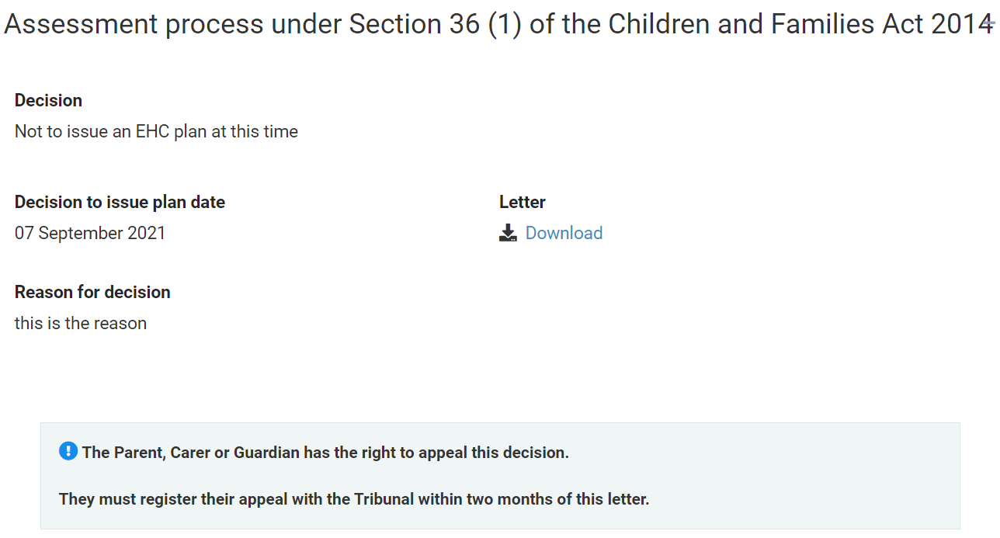 Assessment process under Section 36 (1) of the Children and Families Act 2014
Decision
Not to issue an EHC plan at this time
Decision to issue plan date
07 September 2021
Letter
Download
Reason for decision
this is the reason
The Parent, Carer or Guardian has the right to appeal this decision.
They must register their appeal with the Tribunal within two months of this letter.